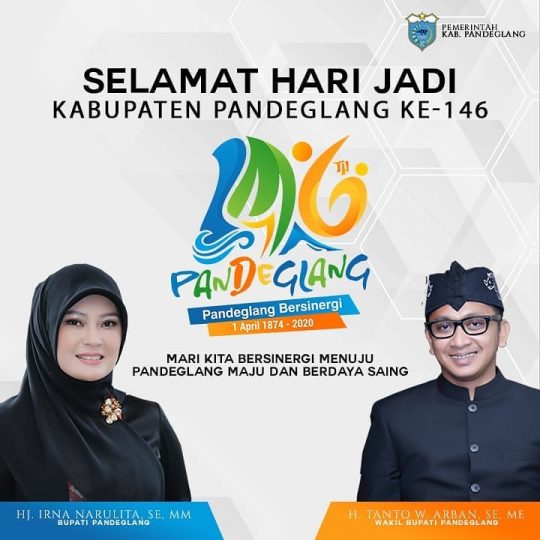 PEMERINTAH
KAB. PANDEGLANG
SELAMAT HARI JADI
KABUPATEN PANDEGLANG KE-146
146 TH
PANDEGLANG
Pandeglang Bersinergi
1 April 1874 - 2020
MARI KITA BERSINERGI MENUJU
PANDEGLANG MAJU DAN BERDAYA SAING
HJ. IRNA NARULITA, SE, MM
BUPATI PANDEGLANG
H. TANTO W. ARBAN, SE, ME
WAKIL BUPATI PANDEGLANG